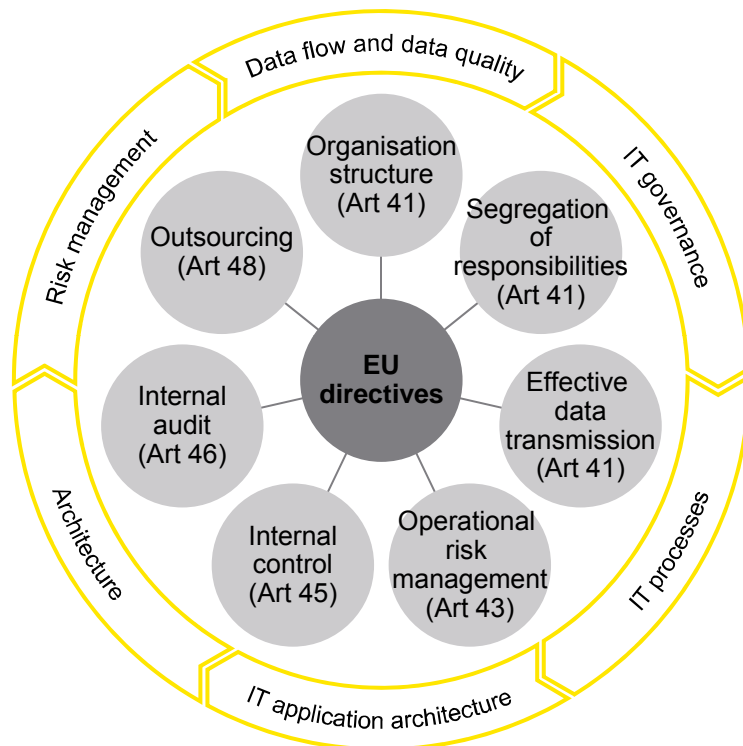 Data flow and data quality
IT governance
IT processes
IT application architecture
Architecture
Risk management
Organisation
structure
(Art 41)
Segregation
of
responsibilities
(Art 41)
Effective
data
transmission
(Art 41)
Operational
risk
management
(Art 43)
Internal
control
(Art 45)
Internal
audit
(Art 46)
Outsourcing
(Art 48)
EU
directives